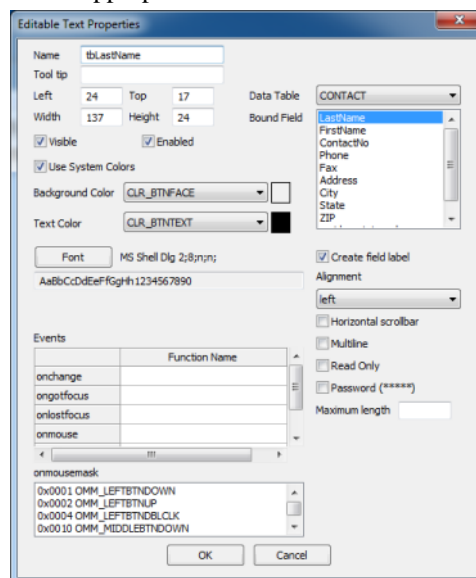 Editable Text Properties
Name tbLastName
Tool tip
Left 24 Top 17 Data Table CONTACT
Width 137 Height 24 Bound Field LastName
FirstName
ContactNo
Phone
Fax
Address
City
State
ZIP
Visible Enabled
Use System Colors
Background Color CLR_BTNFACE
Text Color CLR_BTNTEXT
Font MS Shell Dlg 2;8;n;n;
AaBbCcDdEeFfGgHh1234567890
Create field label
Alignment
left
Horizontal scrollbar
Multiline
Read Only
Password (*****)
Maximum length
Events
Function Name
onchange
ongotfocus
onlostfocus
onmouse
onmousemask
0x0001 OMM_LEFTBTNDOWN
0x0002 OMM_LEFTBTNUP
0x0004 OMM_LEFTBTNDBLCLK
0x0010 OMM_MIDDLEBTNDOWN
OK Cancel